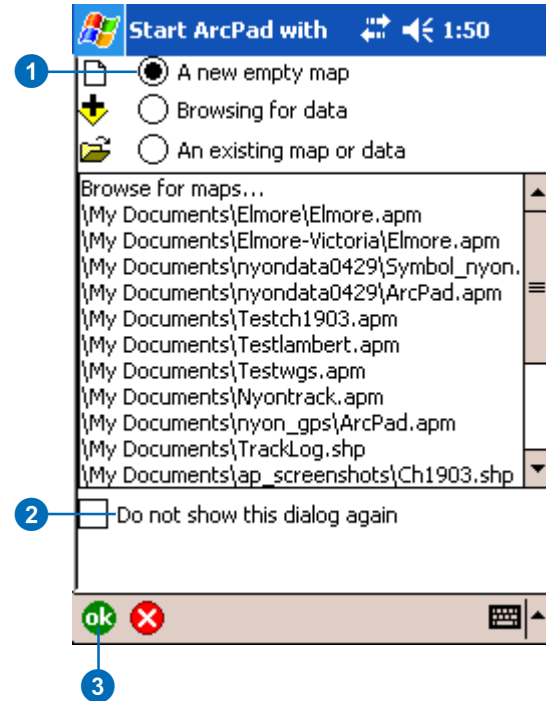 Start ArcPad with 1:50
1 A new empty map
Browsing for data
An existing map or data
Browse for maps...
\My Documents\Elmore\Elmore.apm
\My Documents\Elmore-Victoria\Elmore.apm
\My Documents\nyondata0429\Symbol_nyon.
\My Documents\nyondata0429\ArcPad.apm
\My Documents\Testch1903.apm
\My Documents\Testlambert.apm
\My Documents\Testwgs.apm
\My Documents\Nyontrack.apm
\My Documents\nyon_gps\ArcPad.apm
\My Documents\TrackLog.shp
\My Documents\ap_screenshots\Ch1903.shp
2 Do not show this dialog again
ok
3